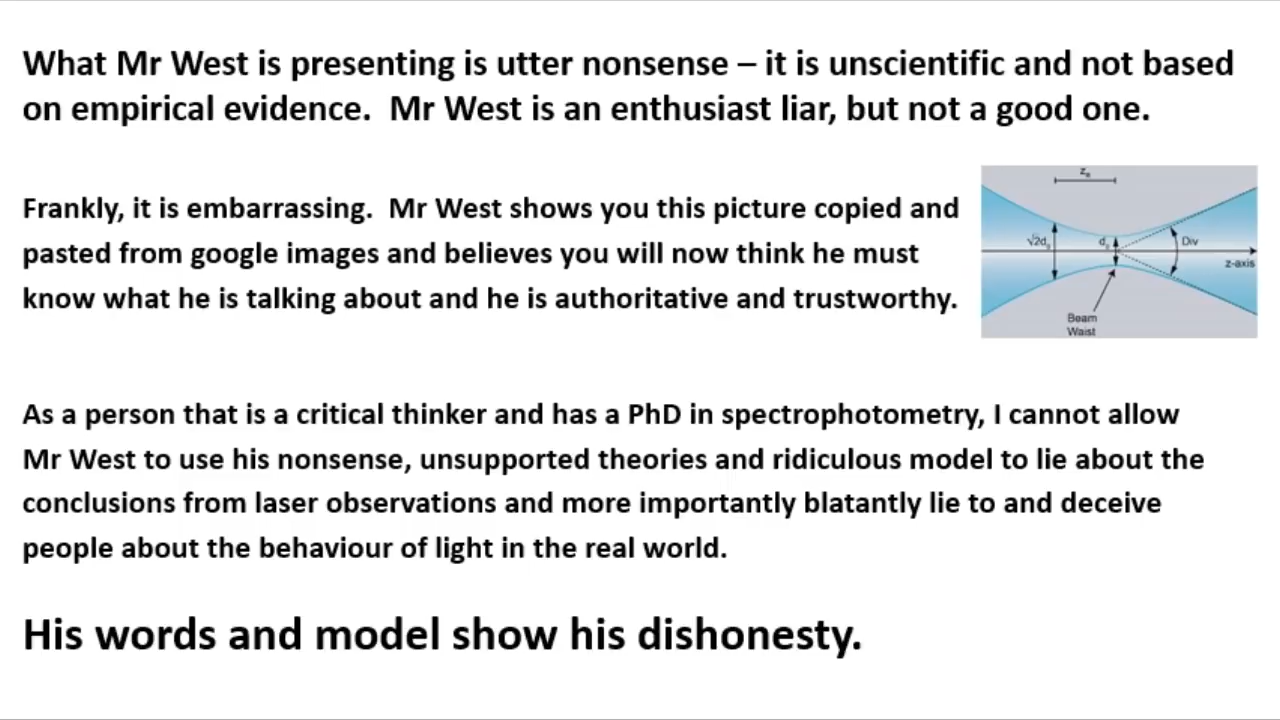 What Mr West is presenting is utter nonsense – it is unscientific and not based
on empirical evidence.  Mr West is an enthusiast liar, but not a good one.
Frankly, it is embarrassing.  Mr West shows you this picture copied and
pasted from google images and believes you will now think he must
know what he is talking about and he is authoritative and trustworthy.
√2d₀
d₀
Div
z-axis
Beam
Waist
As a person that is a critical thinker and has a PhD in spectrophotometry, I cannot allow
Mr West to use his nonsense, unsupported theories and ridiculous model to lie about the
conclusions from laser observations and more importantly blatantly lie to and deceive
people about the behaviour of light in the real world.
His words and model show his dishonesty.